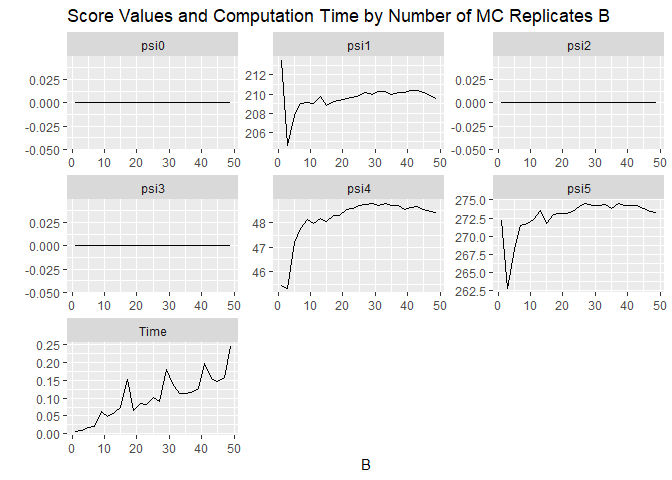 Score Values and Computation Time by Number of MC Replicates B
psi0
psi1
psi2
0.025
0.000
-0.025
-0.050
212
210
208
206
0.025
0.000
-0.025
-0.050
0 10 20 30 40 50
0 10 20 30 40 50
0 10 20 30 40 50
psi3
psi4
psi5
0.025
0.000
-0.025
-0.050
48
47
46
275.0
272.5
270.0
267.5
265.0
262.5
0 10 20 30 40 50
0 10 20 30 40 50
0 10 20 30 40 50
Time
0.25
0.20
0.15
0.10
0.05
0.00
0 10 20 30 40 50
B